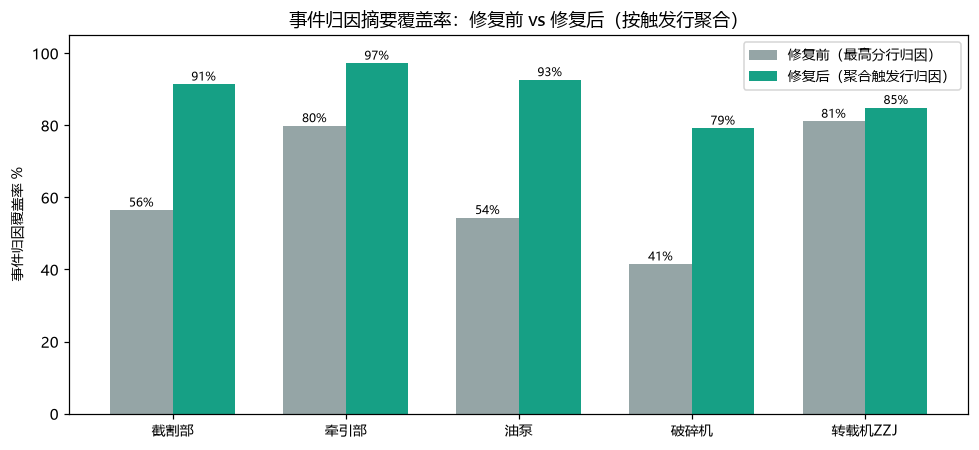 事件归因摘要覆盖率：修复前 vs 修复后（按触发行聚合）
修复前（最高分行归因）
修复后（聚合触发行归因）
事件归因覆盖率 %
100
80
60
40
20
0
56%
91%
80%
97%
54%
93%
41%
79%
81%
85%
截割部
牵引部
油泵
破碎机
转载机ZZJ